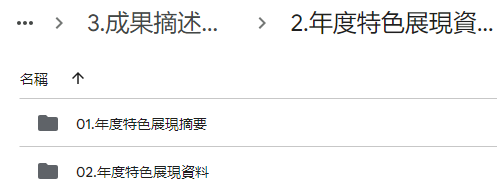 … > 3.成果摘述... > 2.年度特色展現資...
名稱 ↑
01.年度特色展現摘要
02.年度特色展現資料